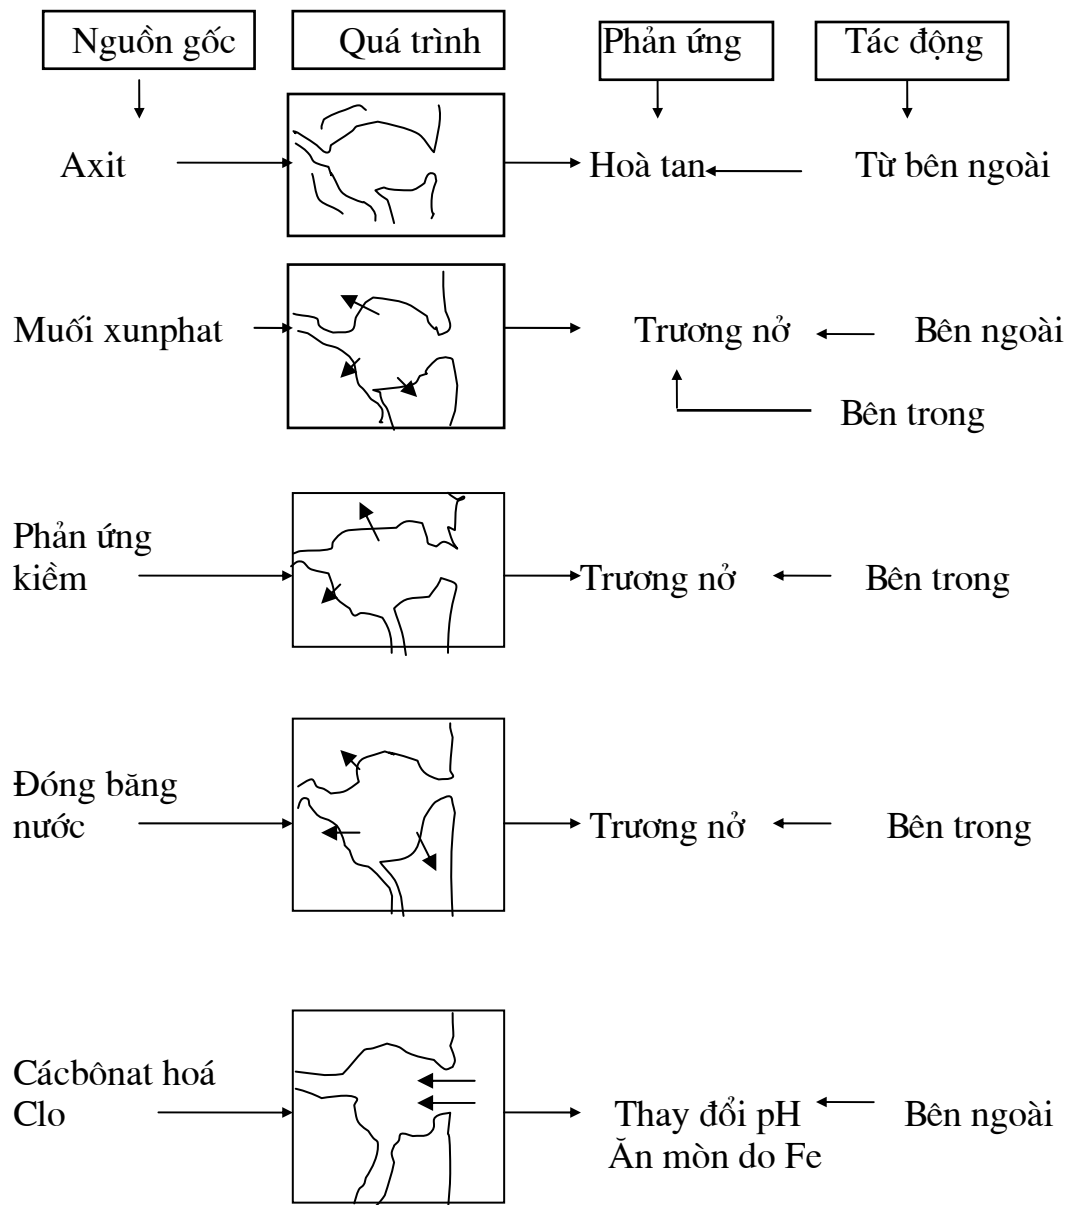 Nguồn gốc
Quá trình
Phản ứng
Tác động
Axit
Hoà tan
Từ bên ngoài
Muối xunphat
Trương nở
Bên ngoài
Bên trong
Phản ứng
kiềm
Trương nở
Bên trong
Đóng băng
nước
Trương nở
Bên trong
Cácbônat hoá
Clo
Thay đổi pH
Ăn mòn do Fe
Bên ngoài